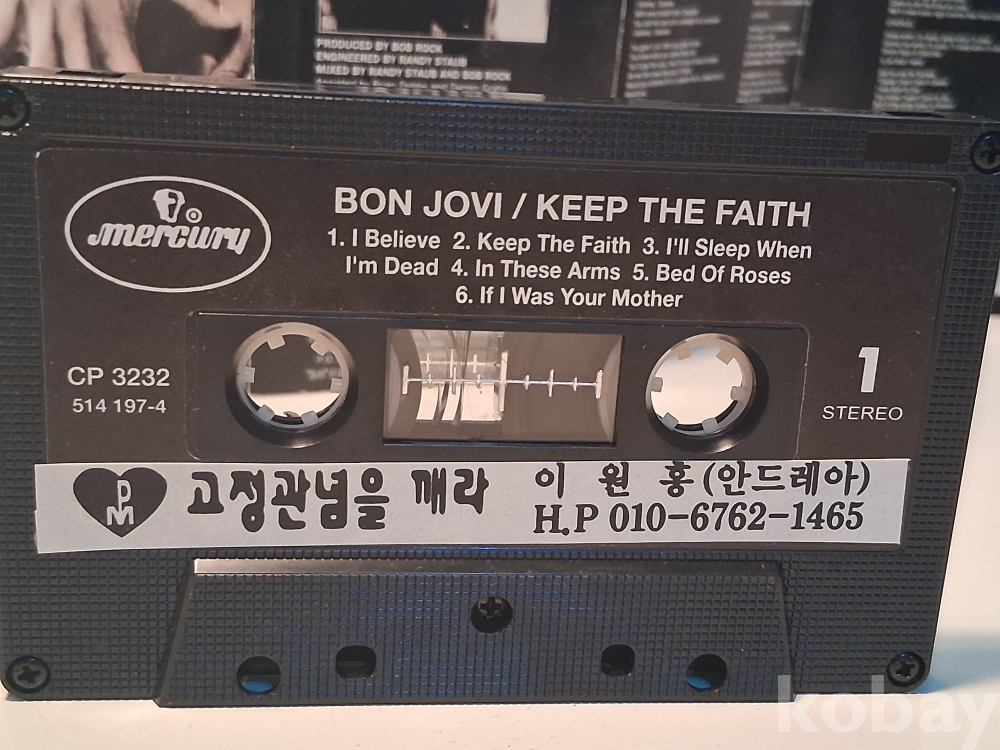 PRODUCED BY BOB ROCK
ENGINEERED BY RANDY STAUB
MIXED BY RANDY STAUB AND BOB ROCK
mercury
BON JOVI / KEEP THE FAITH
1. I Believe 2. Keep The Faith 3. I'll Sleep When
I'm Dead 4. In These Arms 5. Bed Of Roses
6. If I Was Your Mother
CP 3232
514 197-4
1
STEREO
PM
고정관념을 깨라
이 원 홍 (안드레아)
H.P 010-6762-1465
kobay